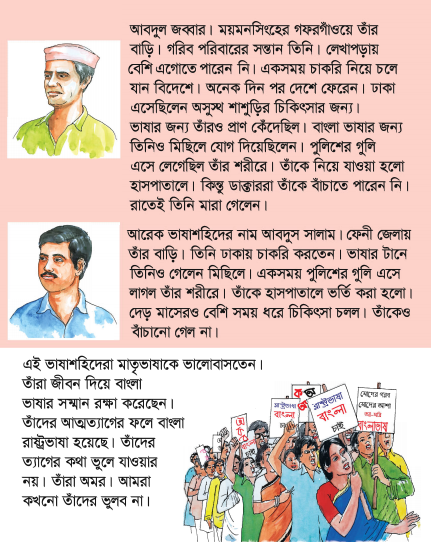 আবদুল জব্বার। ময়মনসিংহের গফরগাঁওয়ে তাঁর
বাড়ি। গরিব পরিবারের সন্তান তিনি। লেখাপড়ায়
বেশি এগোতে পারেন নি। একসময় চাকরি নিয়ে চলে
যান বিদেশে। অনেক দিন পর দেশে ফেরেন। ঢাকা
এসেছিলেন অসুস্থ শাশুড়ির চিকিৎসার জন্য।
ভাষার জন্য তাঁরও প্রাণ কেঁদেছিল। বাংলা ভাষার জন্য
তিনিও মিছিলে যোগ দিয়েছিলেন। পুলিশের গুলি
এসে লেগেছিল তাঁর শরীরে। তাঁকে নিয়ে যাওয়া হলো
হাসপাতালে। কিন্তু ডাক্তাররা তাঁকে বাঁচাতে পারেন নি।
রাতেই তিনি মারা গেলেন।
আরেক ভাষাশহিদের নাম আবদুস সালাম। ফেনী জেলায়
তাঁর বাড়ি। তিনি ঢাকায় চাকরি করতেন। ভাষার টানে
তিনিও গেলেন মিছিলে। একসময় পুলিশের গুলি এসে
লাগল তাঁর শরীরে। তাঁকে হাসপাতালে ভর্তি করা হলো।
দেড় মাসেরও বেশি সময় ধরে চিকিৎসা চলল। তাঁকেও
বাঁচানো গেল না।
এই ভাষাশহিদেরা মাতৃভাষাকে ভালোবাসতেন।
তাঁরা জীবন দিয়ে বাংলা
ভাষার সম্মান রক্ষা করেছেন।
তাঁদের আত্মত্যাগের ফলে বাংলা
রাষ্ট্রভাষা হয়েছে। তাঁদের
ত্যাগের কথা ভুলে যাওয়ার
নয়। তাঁরা অমর। আমরা
কখনো তাঁদের ভুলব না।
রাষ্ট্রভাষা
বাংলা
চাই
রাষ্ট্রভাষা
বাংলা
চাই
মোদের গরব
মোদের আশা
বাংলাভাষা